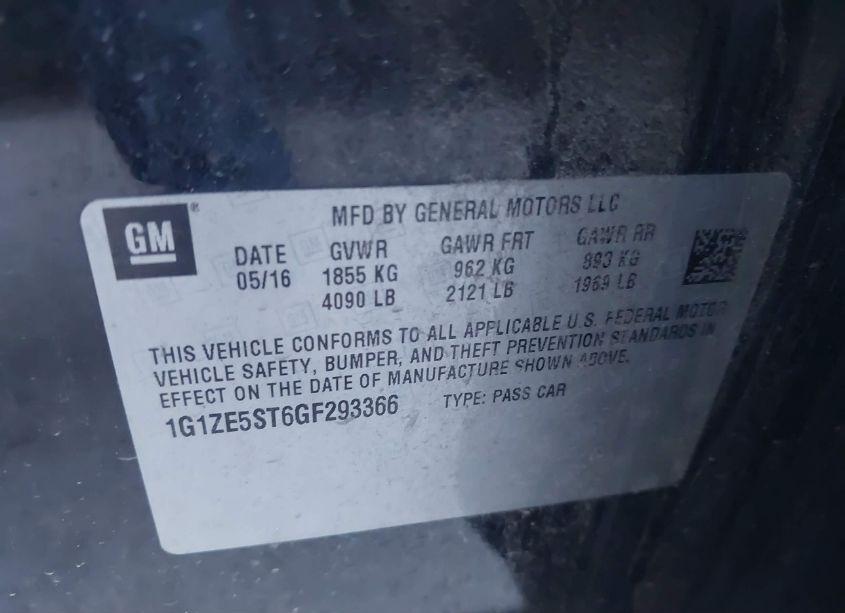 GM®
MFD BY GENERAL MOTORS LLC
DATE GVWR GAWR FRT GAWR RR
05/16 1855 KG 962 KG 893 KG
4090 LB 2121 LB 1969 LB
THIS VEHICLE CONFORMS TO ALL APPLICABLE U.S. FEDERAL MOTOR
VEHICLE SAFETY, BUMPER, AND THEFT PREVENTION STANDARDS IN
EFFECT ON THE DATE OF MANUFACTURE SHOWN ABOVE.
1G1ZE5ST6GF293366 TYPE: PASS CAR